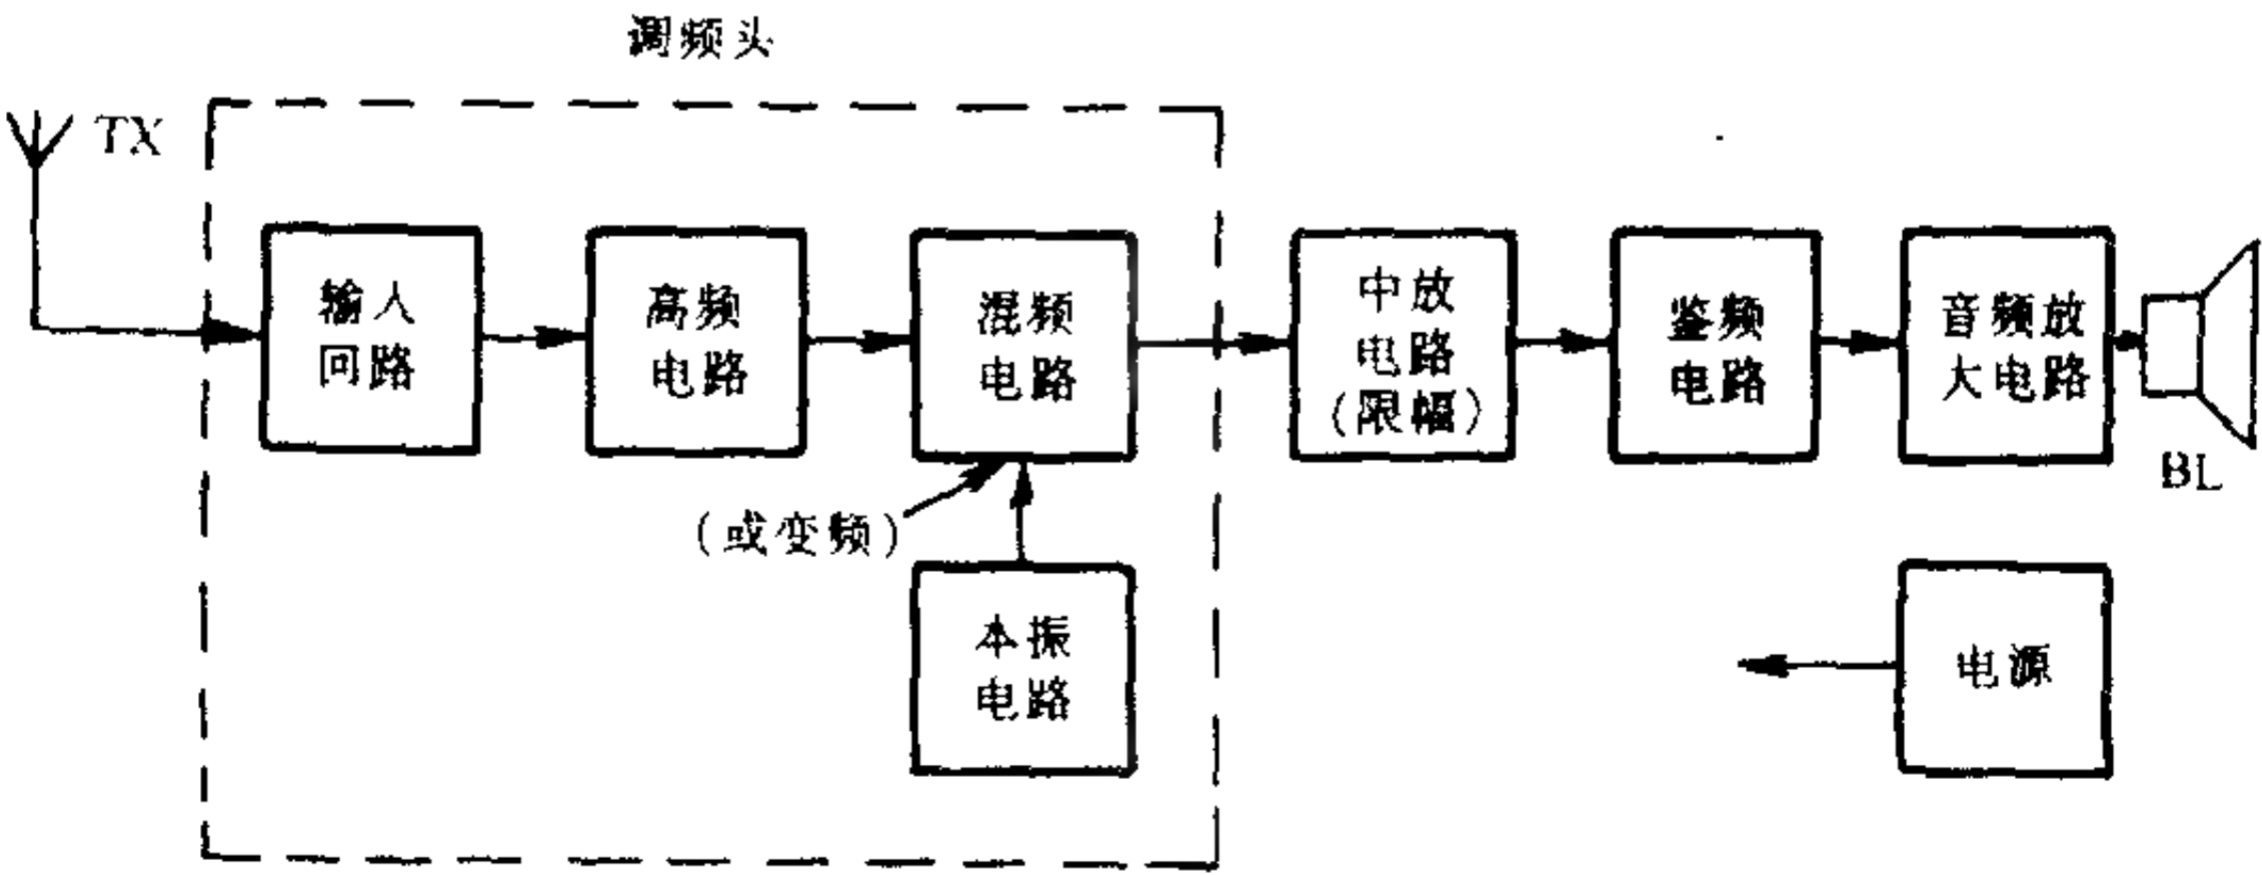 调频头
TX
输入
回路
高频
电路
混频
电路
中放
电路
(限幅)
鉴频
电路
音频放
大电路
BL
(或变频)
本振
电路
电源